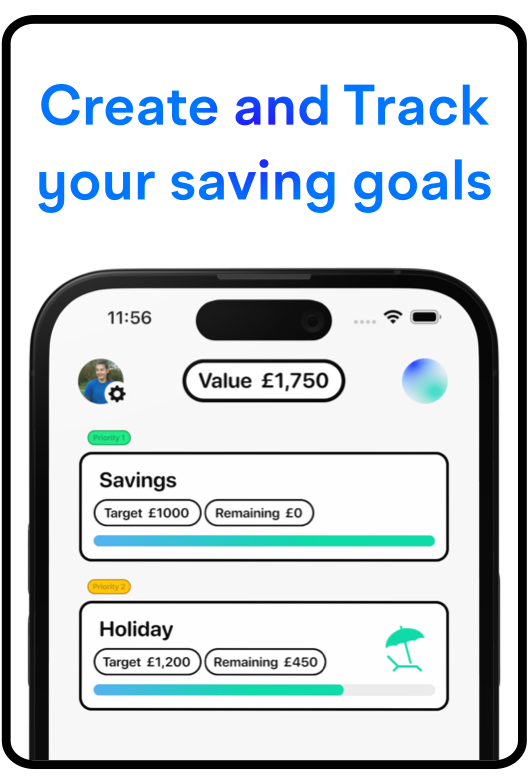 Create and Track
your saving goals
11:56
Value £1,750
Priority 1
Savings
Target £1000 Remaining £0
Priority 2
Holiday
Target £1,200 Remaining £450